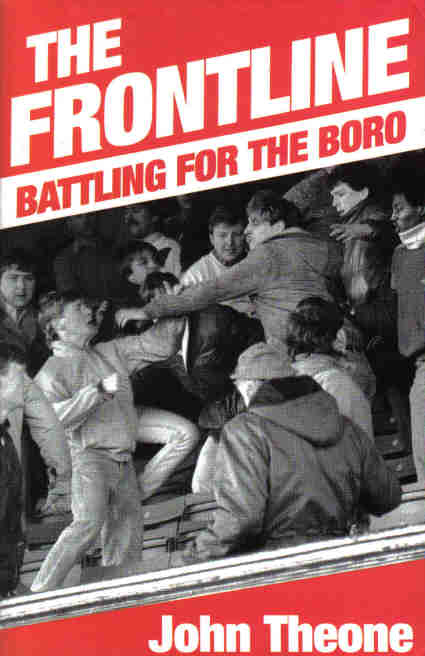 THE
FRONTLINE
BATTLING FOR THE BORO
John Theone